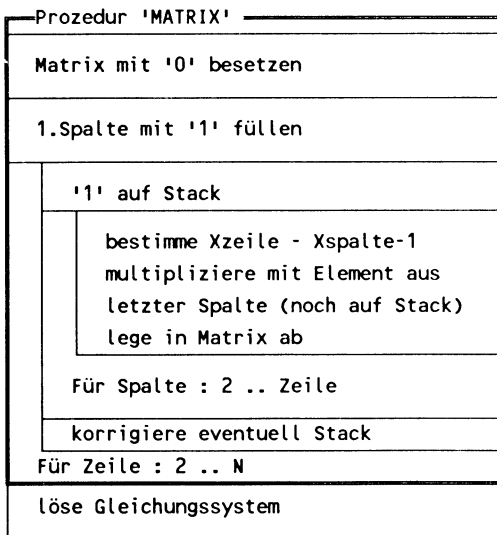 Prozedur 'MATRIX'
Matrix mit '0' besetzen
1.Spalte mit '1' füllen
'1' auf Stack
bestimme Xzeile - Xspalte-1
multipliziere mit Element aus
letzter Spalte (noch auf Stack)
lege in Matrix ab
Für Spalte : 2 .. Zeile
korrigiere eventuell Stack
Für Zeile : 2 .. N
löse Gleichungssystem